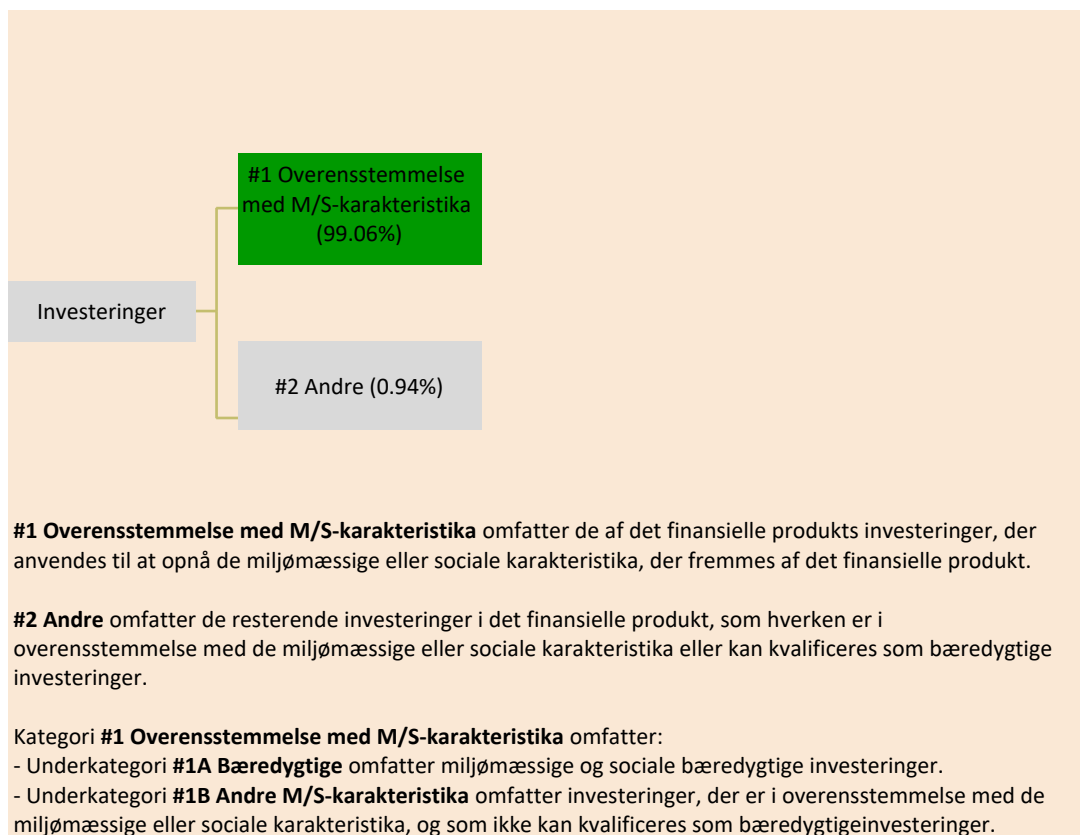 #1 Overensstemmelse
med M/S-karakteristika
(99.06%)
Investeringer
#2 Andre (0.94%)
#1 Overensstemmelse med M/S-karakteristika omfatter de af det finansielle produkts investeringer, der
anvendes til at opnå de miljømæssige eller sociale karakteristika, der fremmes af det finansielle produkt.
#2 Andre omfatter de resterende investeringer i det finansielle produkt, som hverken er i
overensstemmelse med de miljømæssige eller sociale karakteristika eller kan kvalificeres som bæredygtige
investeringer.
Kategori #1 Overensstemmelse med M/S-karakteristika omfatter:
- Underkategori #1A Bæredygtige omfatter miljømæssige og sociale bæredygtige investeringer.
- Underkategori #1B Andre M/S-karakteristika omfatter investeringer, der er i overensstemmelse med de
miljømæssige eller sociale karakteristika, og som ikke kan kvalificeres som bæredygtigeinvesteringer.